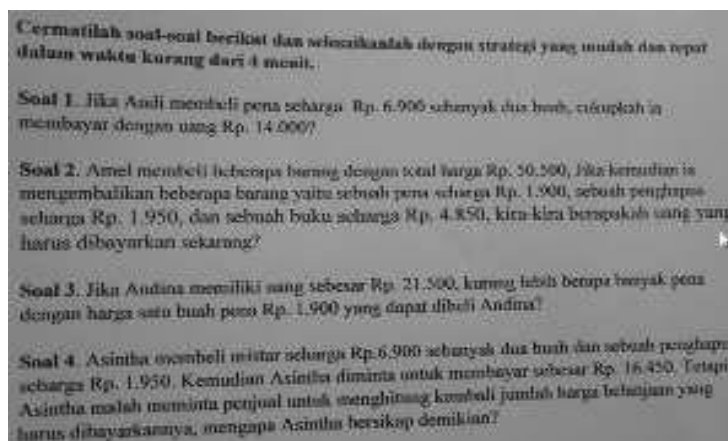 Cermatilah soal-soal berikut dan selesaikanlah dengan strategi yang mudah dan tepat
dalam waktu kurang dari 4 menit.
Soal 1. Jika Andi membeli pena seharga Rp. 6.900 sebanyak dua buah, cukupkah ia
membayar dengan uang Rp. 14.000?
Soal 2. Amel membeli beberapa barang dengan total harga Rp. 50.500, Jika kemudian ia
mengembalikan beberapa barang yaitu sebuah pena seharga Rp. 1.900, sebuah penghapus
seharga Rp. 1.950, dan sebuah buku seharga Rp. 4.850, kira-kira berapakah uang yang
harus dibayarkan sekarang?
Soal 3. Jika Andina memiliki uang sebesar Rp. 21.500, kurang lebih berapa banyak pena
dengan harga satu buah pena Rp. 1.900 yang dapat dibeli Andina?
Soal 4. Asintha membeli mistar seharga Rp.6.900 sebanyak dua buah dan sebuah penghapu
seharga Rp. 1.950. Kemudian Asintha diminta untuk membayar sebesar Rp. 16.450. Tetapi
Asintha malah meminta penjual untuk menghitung kembali jumlah harga belanjaan yang
harus dibayarkannya, mengapa Asintha bersikap demikian?